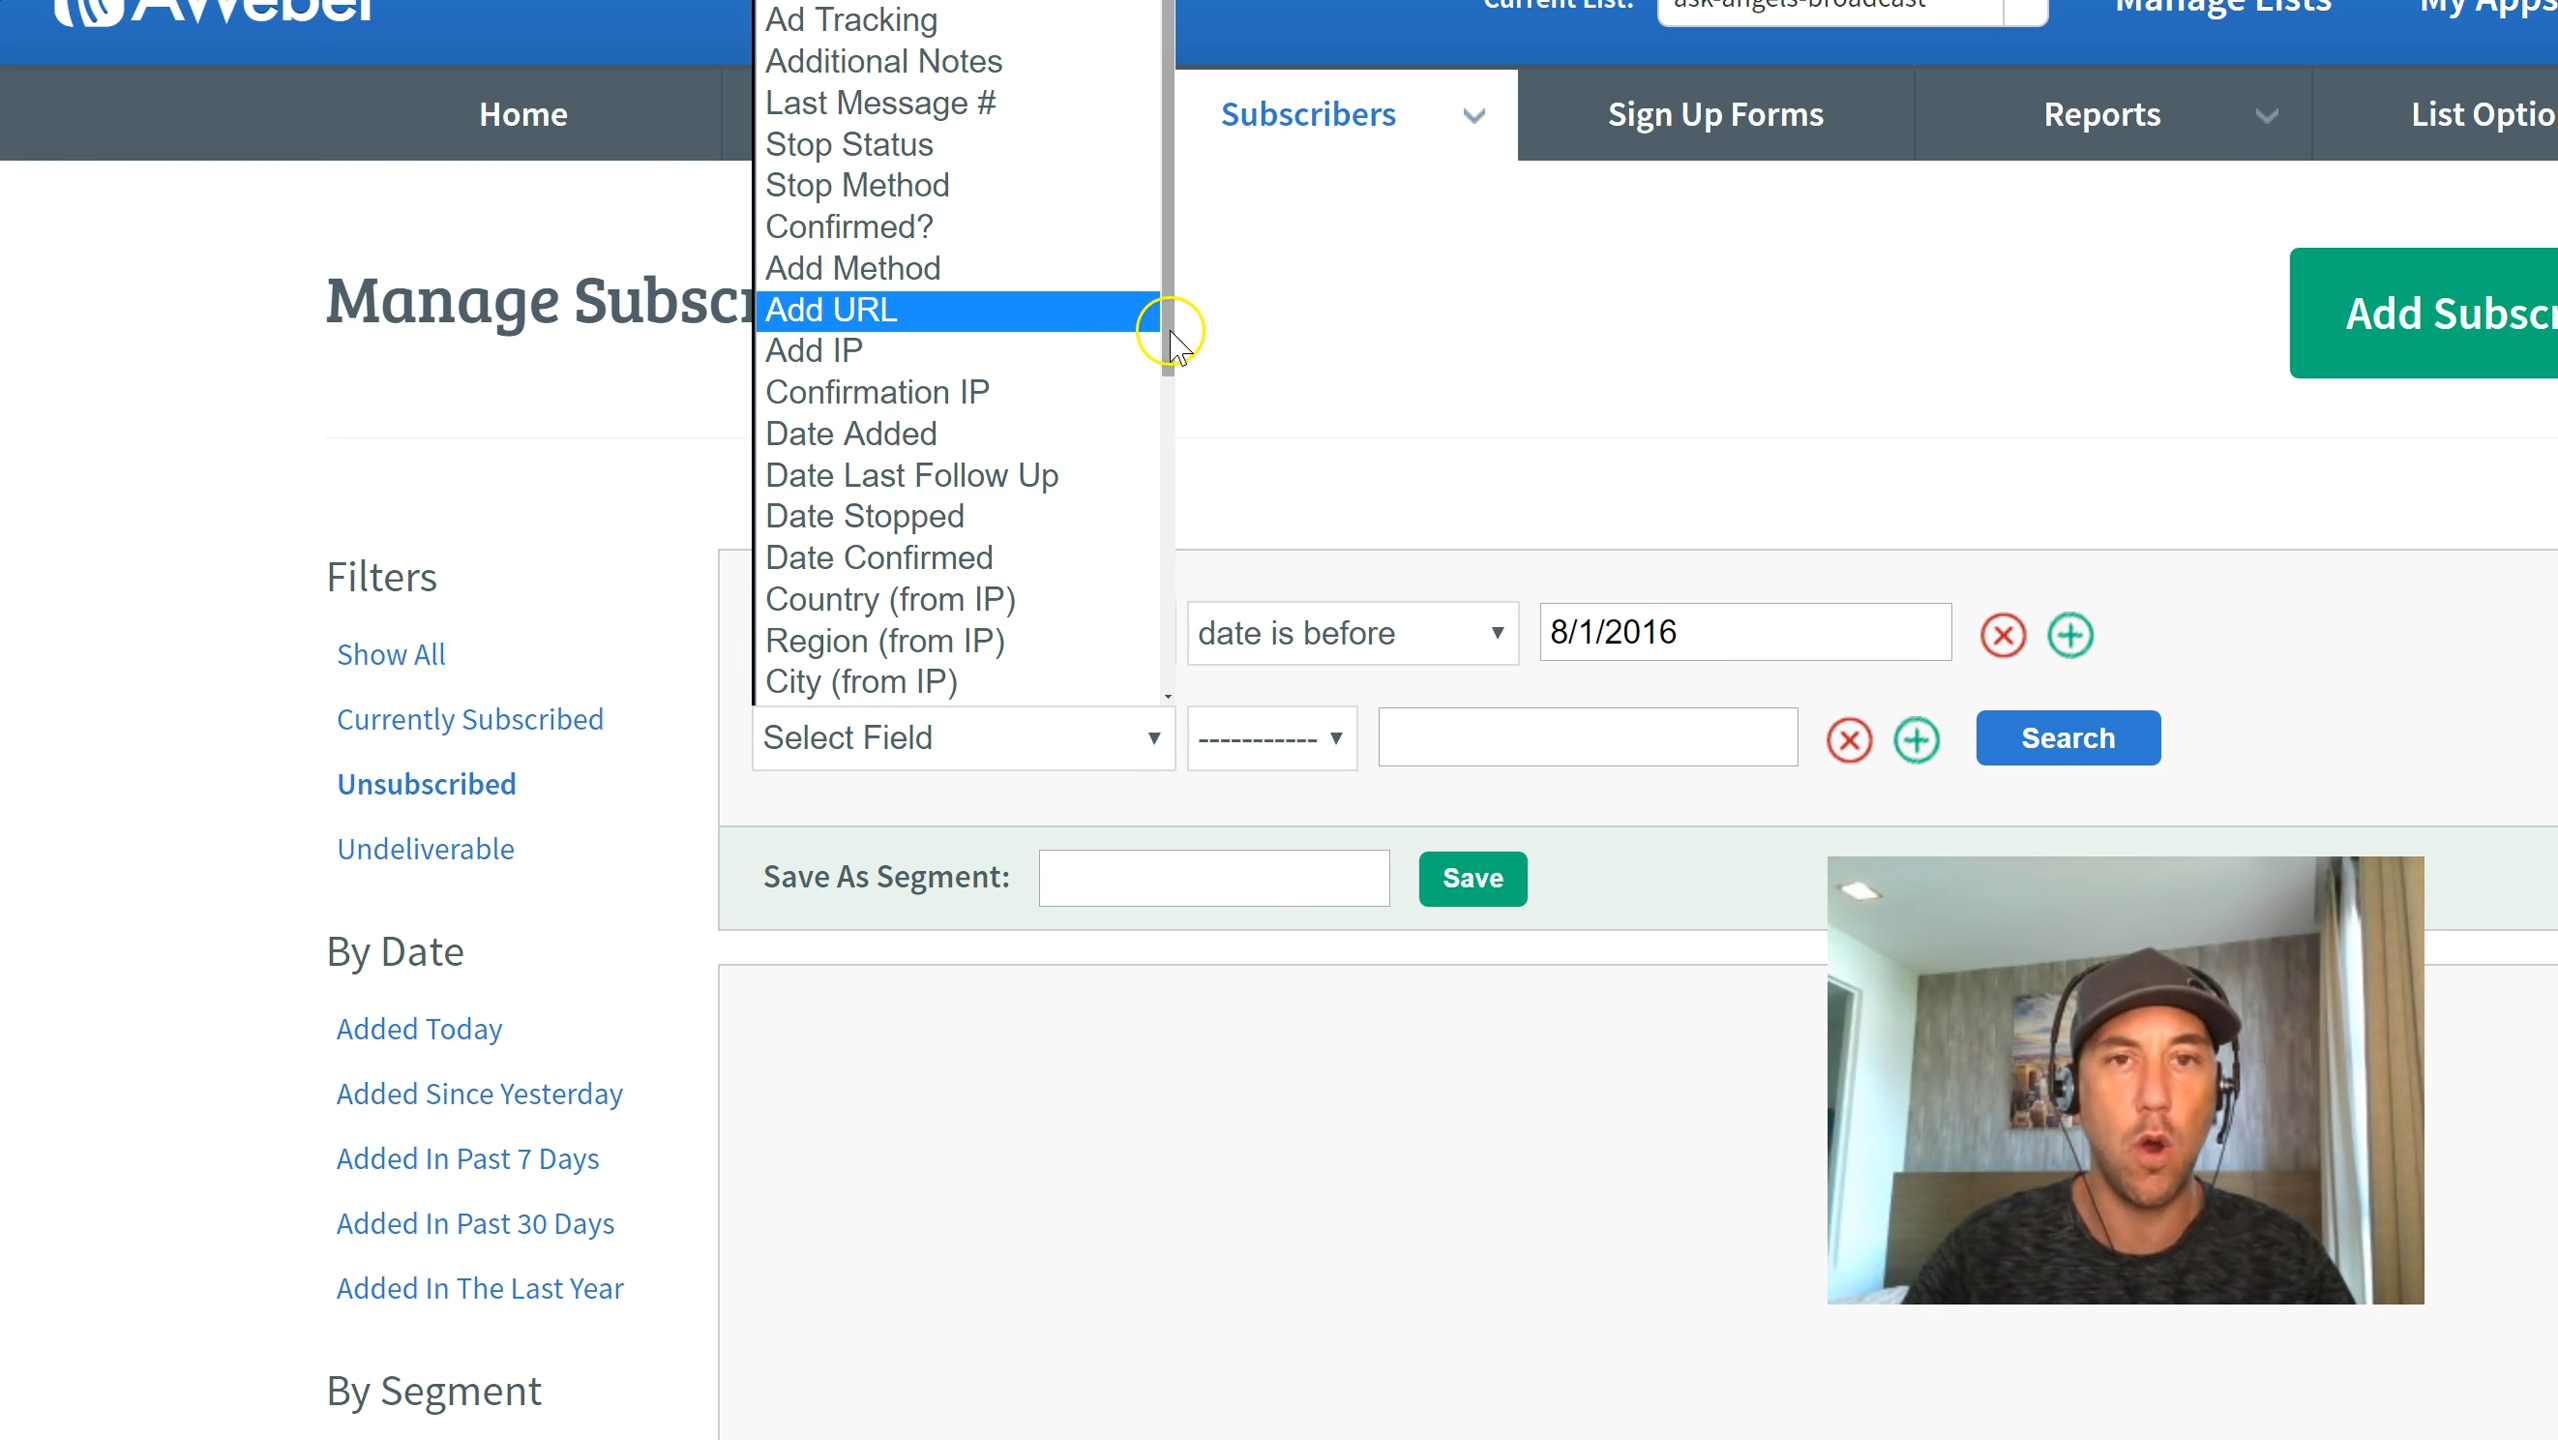 AWeber
Current List:
ask-angels-broadcast
Manage Lists
My Apps
Home
Subscribers
Sign Up Forms
Reports
List Optio
Ad Tracking
Additional Notes
Last Message #
Stop Status
Stop Method
Confirmed?
Add Method
Add URL
Add IP
Confirmation IP
Date Added
Date Last Follow Up
Date Stopped
Date Confirmed
Country (from IP)
Region (from IP)
City (from IP)
Manage Subscr
Add Subscr
Filters
Show All
Currently Subscribed
Unsubscribed
Undeliverable
date is before
8/1/2016
Select Field
-----------
Search
Save As Segment:
Save
By Date
Added Today
Added Since Yesterday
Added In Past 7 Days
Added In Past 30 Days
Added In The Last Year
By Segment